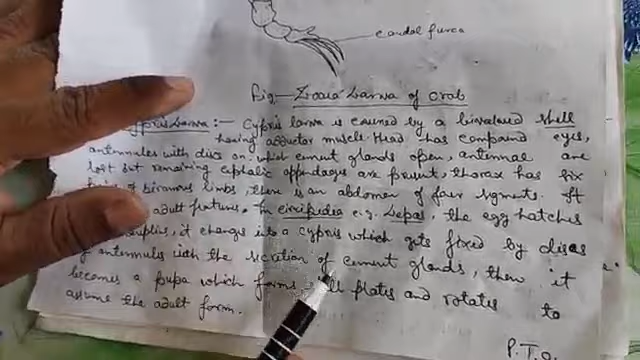 caudal furca
Fig:- Zoaea Larva of crab
Cypris Larva :- Cypris larva is caused by a bivalved shell
having adductor muscle. Head has compound eyes,
antennules with discs on which cement glands open, antennae are
lost but remaining cephalic appendages are present, thorax has six
of biramous limbs, there is an abdomen of four segments. It
adult features. In cirripidia e.g. Lepas, the egg hatches
nauplius, it changes into a cypris which gets fixed by discs
of antennules with the secretion of cement glands, then it
becomes a pupa which forms shell plates and rotates to
assume the adult form.
P.T.O.